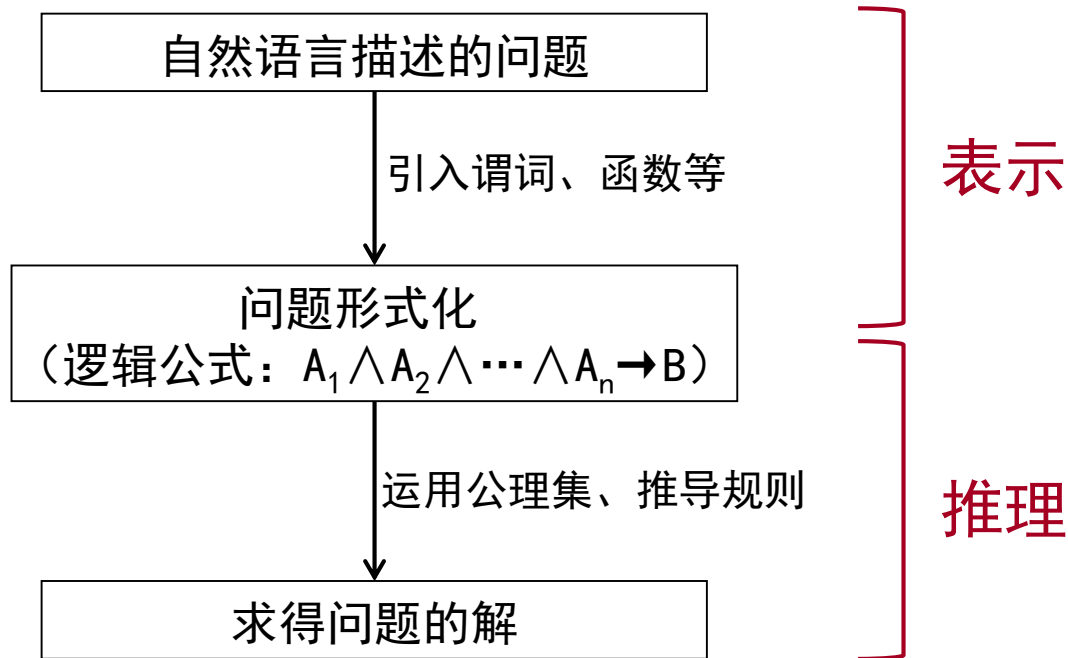 自然语言描述的问题
引入谓词、函数等
表示
问题形式化
（逻辑公式：A₁∧A₂∧…∧Aₙ→B）
运用公理集、推导规则
推理
求得问题的解